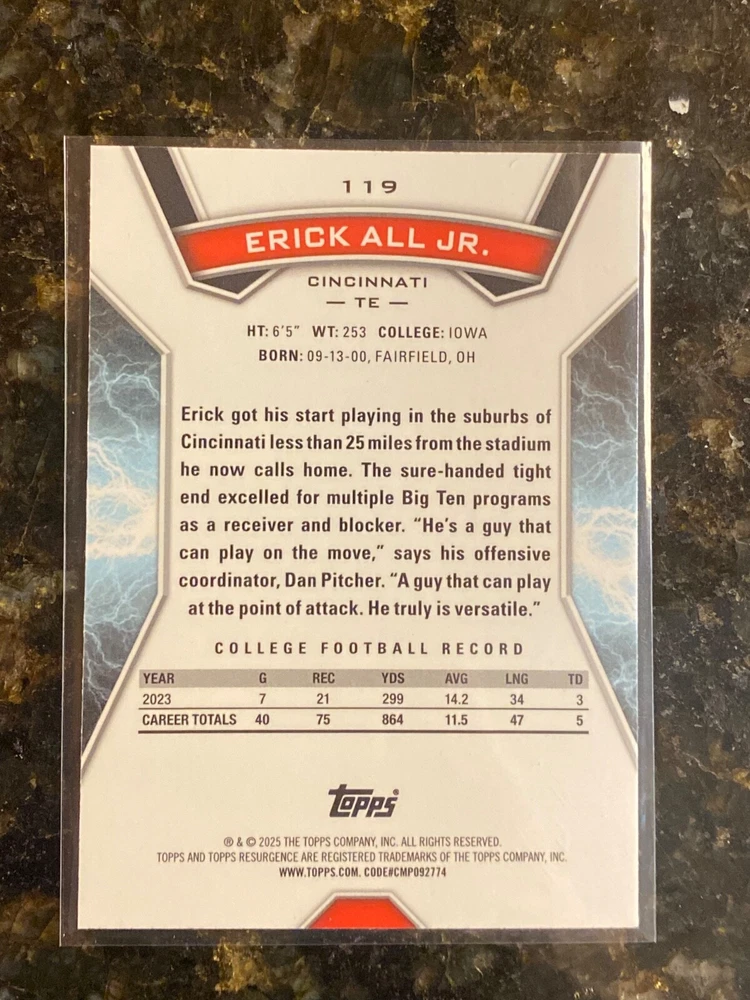 119
ERICK ALL JR.
CINCINNATI
— TE —
HT: 6'5" WT: 253 COLLEGE: IOWA
BORN: 09-13-00, FAIRFIELD, OH
Erick got his start playing in the suburbs of
Cincinnati less than 25 miles from the stadium
he now calls home. The sure-handed tight
end excelled for multiple Big Ten programs
as a receiver and blocker. “He’s a guy that
can play on the move,” says his offensive
coordinator, Dan Pitcher. “A guy that can play
at the point of attack. He truly is versatile.”
COLLEGE FOOTBALL RECORD
YEAR G REC YDS AVG LNG TD
2023 7 21 299 14.2 34 3
CAREER TOTALS 40 75 864 11.5 47 5
topps®
® & © 2025 THE TOPPS COMPANY, INC. ALL RIGHTS RESERVED.
TOPPS AND TOPPS RESURGENCE ARE REGISTERED TRADEMARKS OF THE TOPPS COMPANY, INC.
WWW.TOPPS.COM. CODE#CMP092774